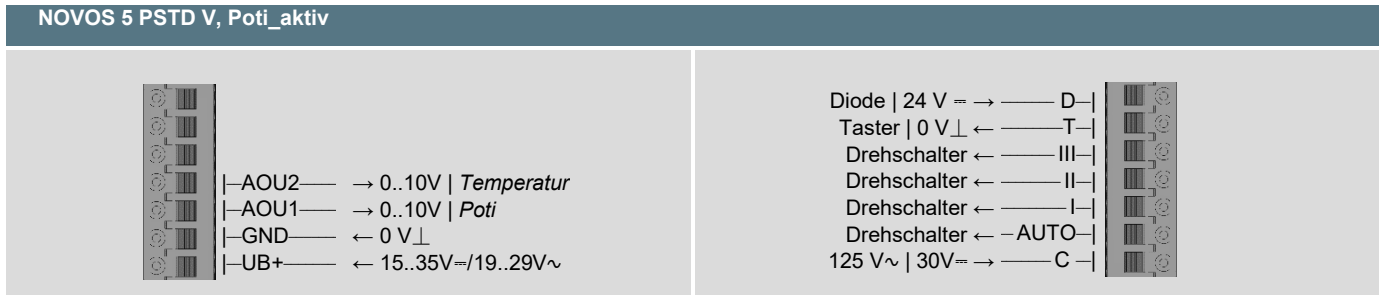 NOVOS 5 PSTD V, Poti_aktiv
|—AOU2—— → 0..10V | Temperatur
|—AOU1—— → 0..10V | Poti
|—GND—— ← 0 V⊥
|—UB+—— ← 15..35V⎓/19..29V∿
Diode | 24 V ⎓ → —— D—|
Taster | 0 V⊥ ← ——T—|
Drehschalter ← —— III—|
Drehschalter ← —— II—|
Drehschalter ← —— I—|
Drehschalter ← – AUTO—|
125 V∿ | 30V⎓ → —— C —|